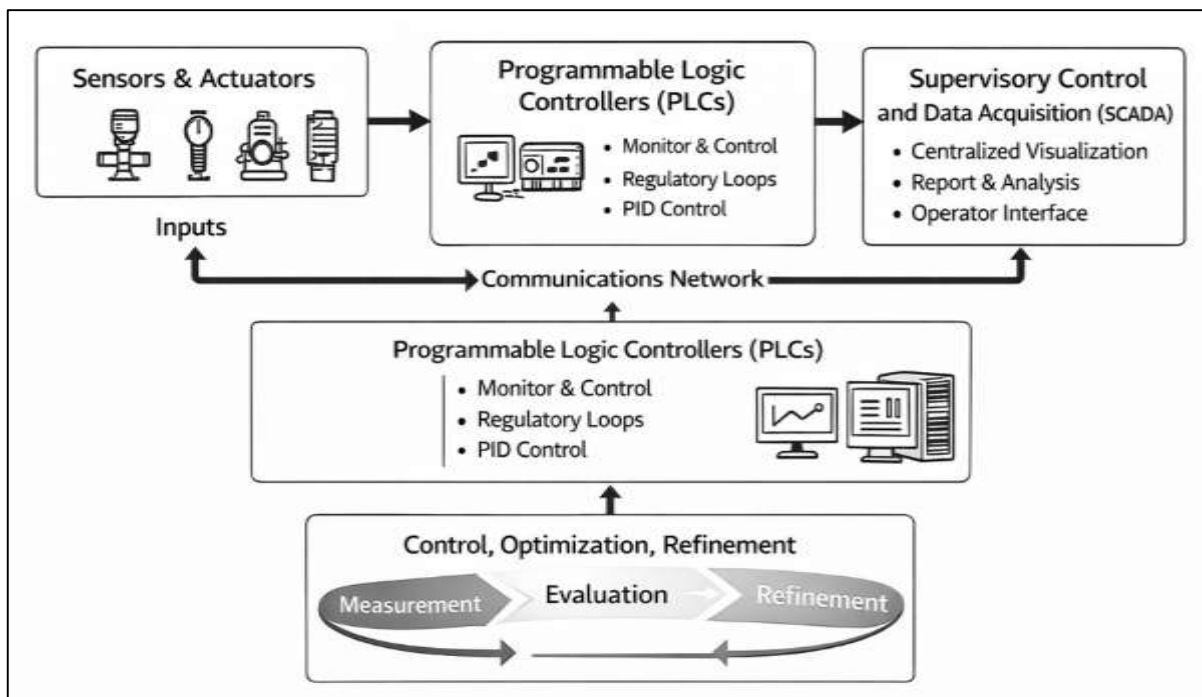 Sensors & Actuators
Programmable Logic
Controllers (PLCs)
• Monitor & Control
• Regulatory Loops
• PID Control
Supervisory Control
and Data Acquisition (SCADA)
• Centralized Visualization
• Report & Analysis
• Operator Interface
Inputs
Communications Network
Programmable Logic Controllers (PLCs)
• Monitor & Control
• Regulatory Loops
• PID Control
Control, Optimization, Refinement
Measurement
Evaluation
Refinement